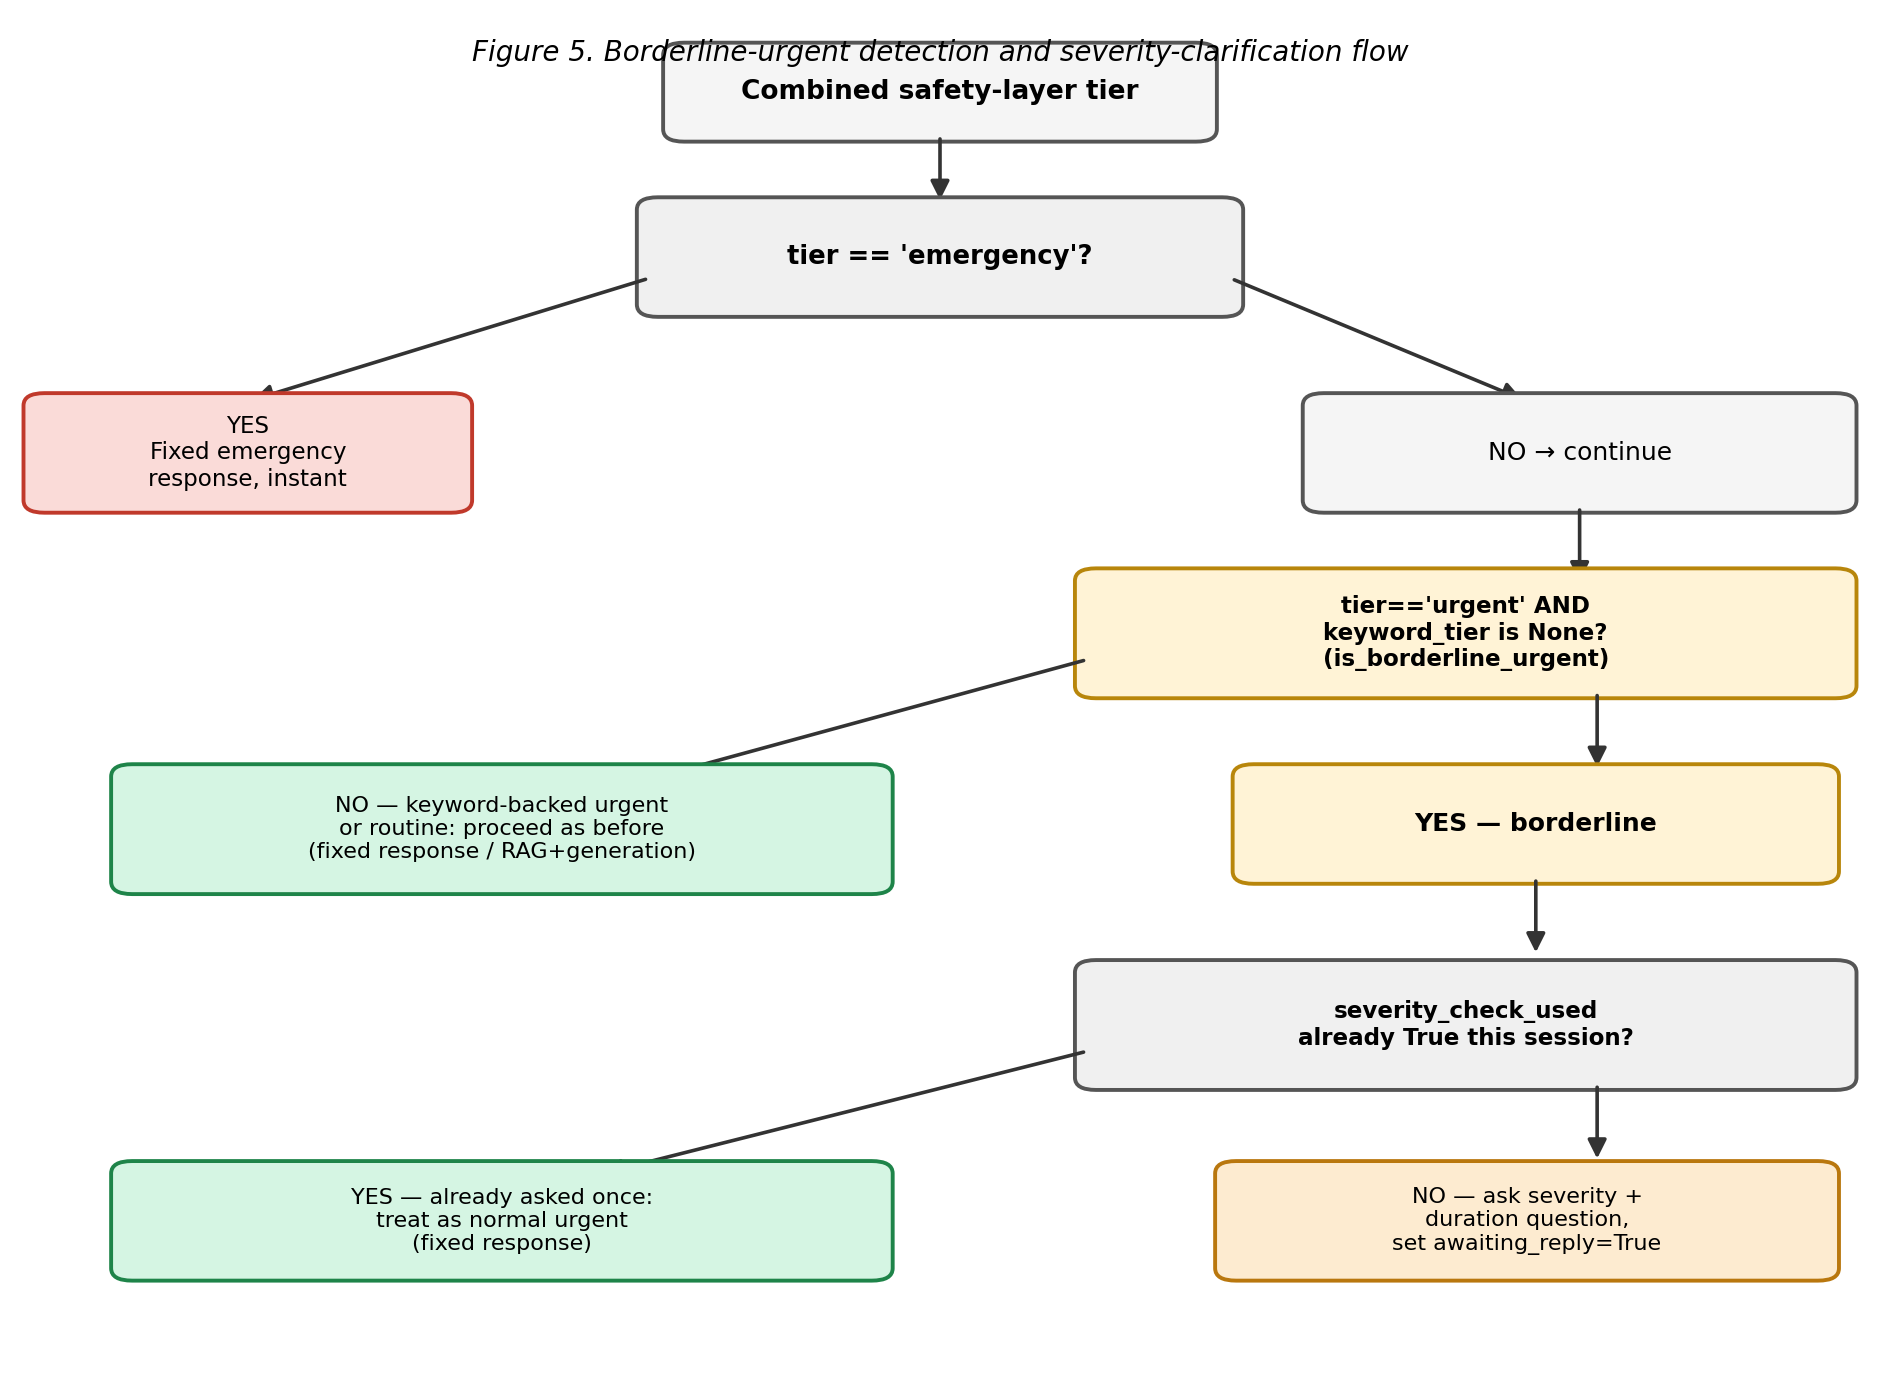 Figure 5. Borderline-urgent detection and severity-clarification flow
Combined safety-layer tier
tier == 'emergency'?
YES
Fixed emergency
response, instant
NO → continue
tier=='urgent' AND
keyword_tier is None?
(is_borderline_urgent)
NO — keyword-backed urgent
or routine: proceed as before
(fixed response / RAG+generation)
YES — borderline
severity_check_used
already True this session?
YES — already asked once:
treat as normal urgent
(fixed response)
NO — ask severity +
duration question,
set awaiting_reply=True